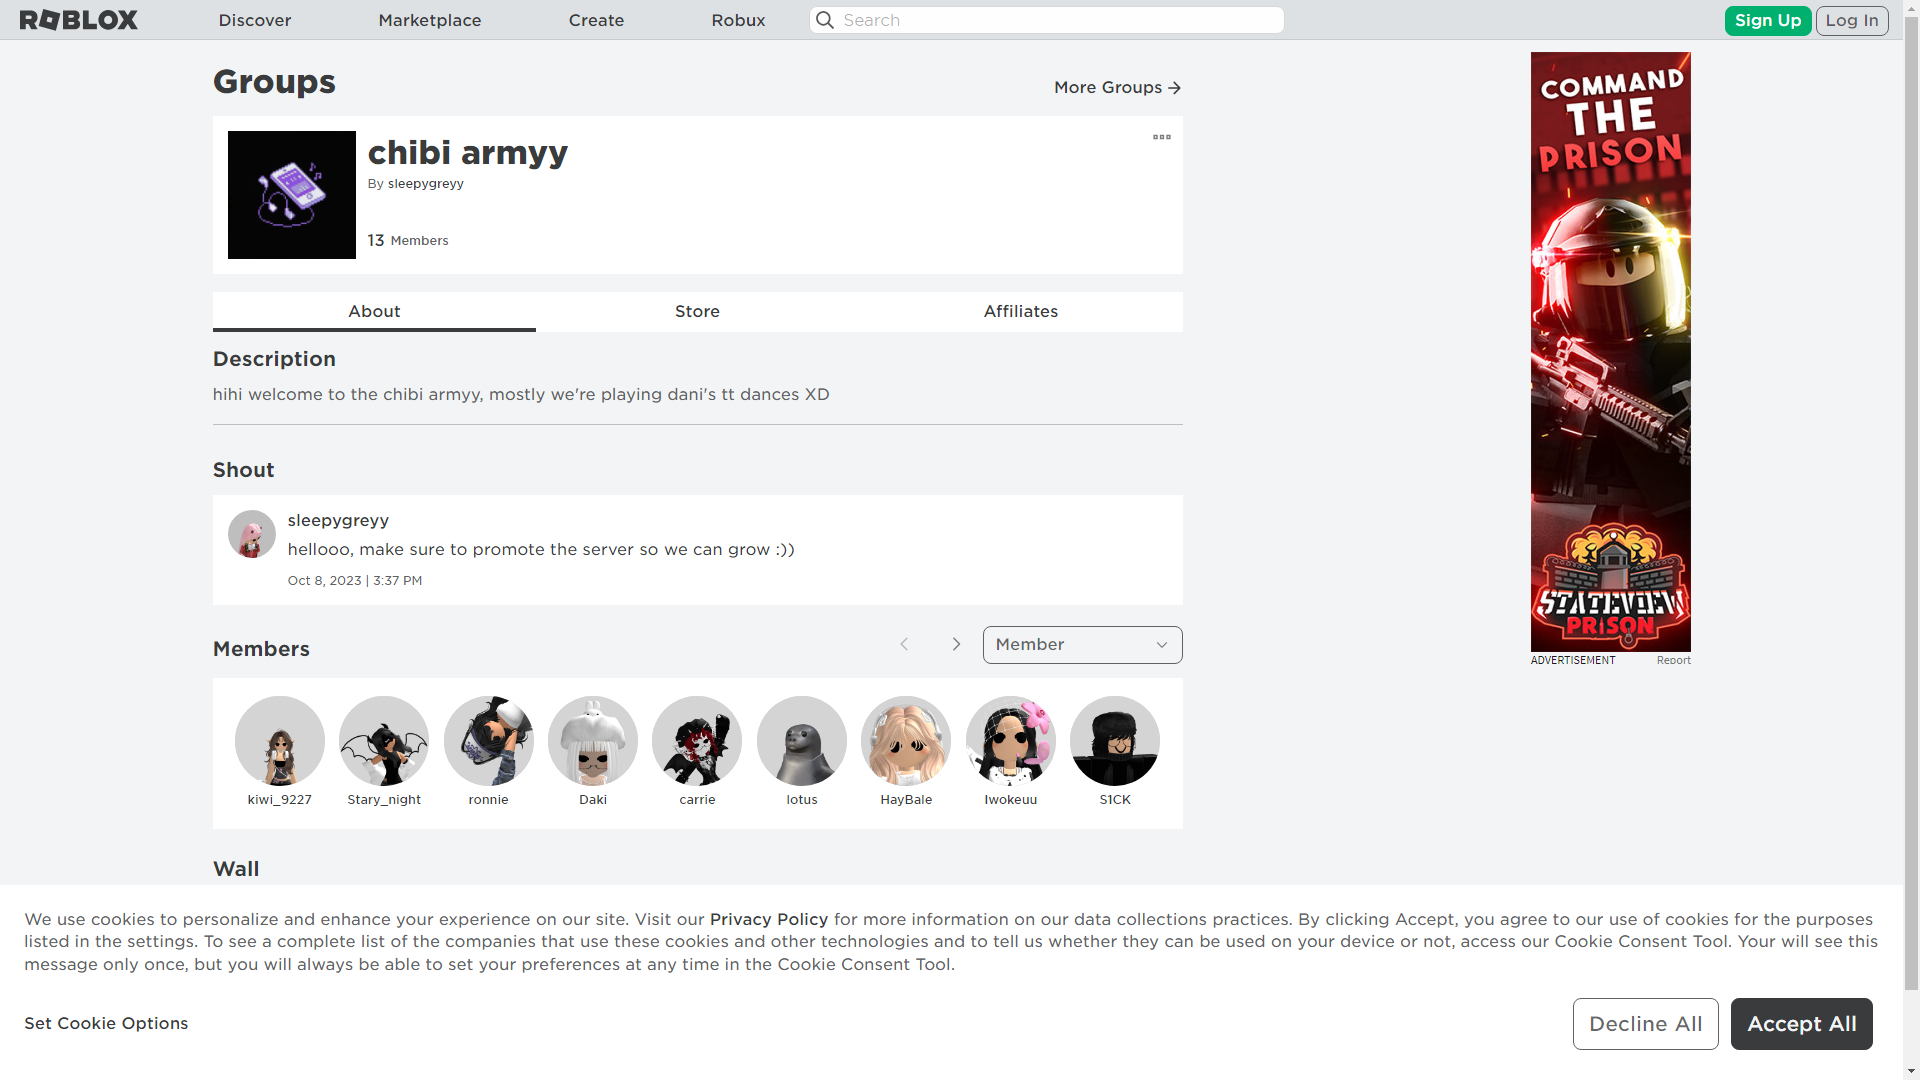 ROBLOX
Discover
Marketplace
Create
Robux
Search
Sign Up
Log In
Groups
More Groups
chibi armyy
By sleepygreyy
13 Members
About
Store
Affiliates
Description
hihi welcome to the chibi armyy, mostly we're playing dani's tt dances XD
Shout
sleepygreyy
hellooo, make sure to promote the server so we can grow :))
Oct 8, 2023 | 3:37 PM
Members
Member
kiwi_9227
Stary_night
ronnie
Daki
carrie
lotus
HayBale
Iwokeuu
S1CK
Wall
COMMAND
THE
PRISON
STATEVIEW
PRISON
ADVERTISEMENT
Report
We use cookies to personalize and enhance your experience on our site. Visit our Privacy Policy for more information on our data collections practices. By clicking Accept, you agree to our use of cookies for the purposes
listed in the settings. To see a complete list of the companies that use these cookies and other technologies and to tell us whether they can be used on your device or not, access our Cookie Consent Tool. Your will see this
message only once, but you will always be able to set your preferences at any time in the Cookie Consent Tool.
Set Cookie Options
Decline All
Accept All